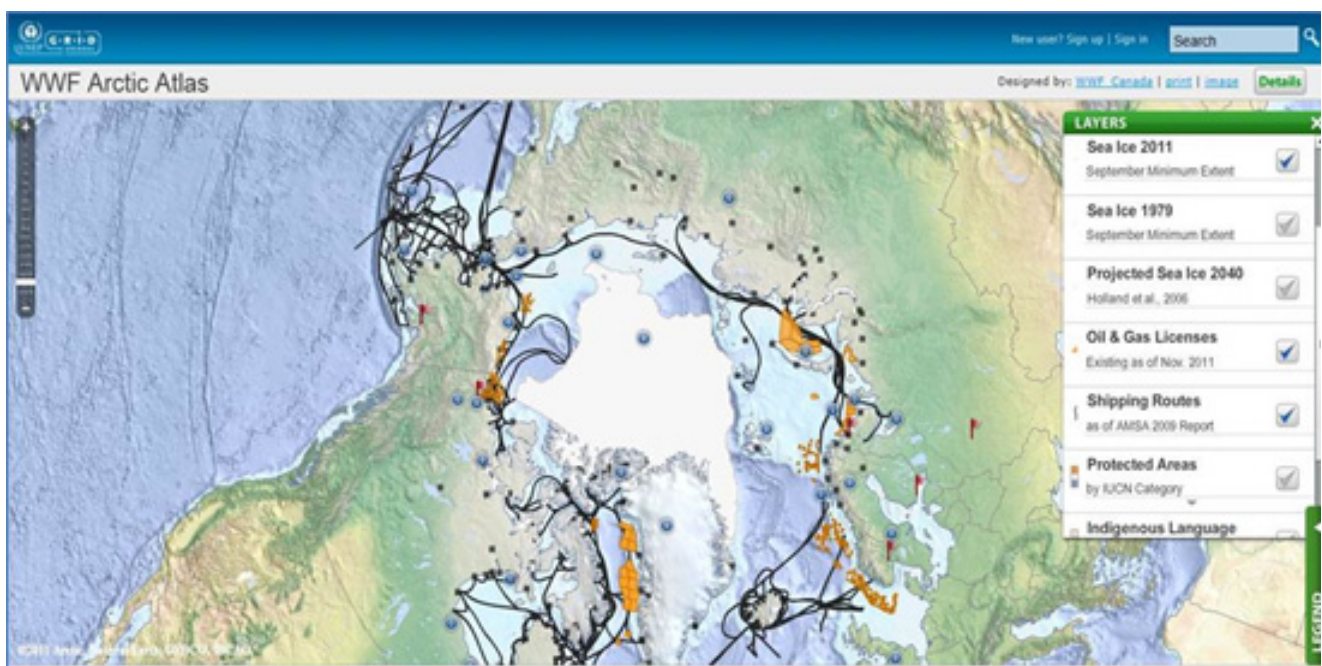 UNEP GRID
New user? Sign up | Sign in
Search
WWF Arctic Atlas
Designed by: WWF_Canada | print | image
Details
LAYERS
Sea Ice 2011
September Minimum Extent
Sea Ice 1979
September Minimum Extent
Projected Sea Ice 2040
Holland et al., 2006
Oil & Gas Licenses
Existing as of Nov. 2011
Shipping Routes
as of AMSA 2009 Report
Protected Areas
by IUCN Category
Indigenous Language
LEGEND